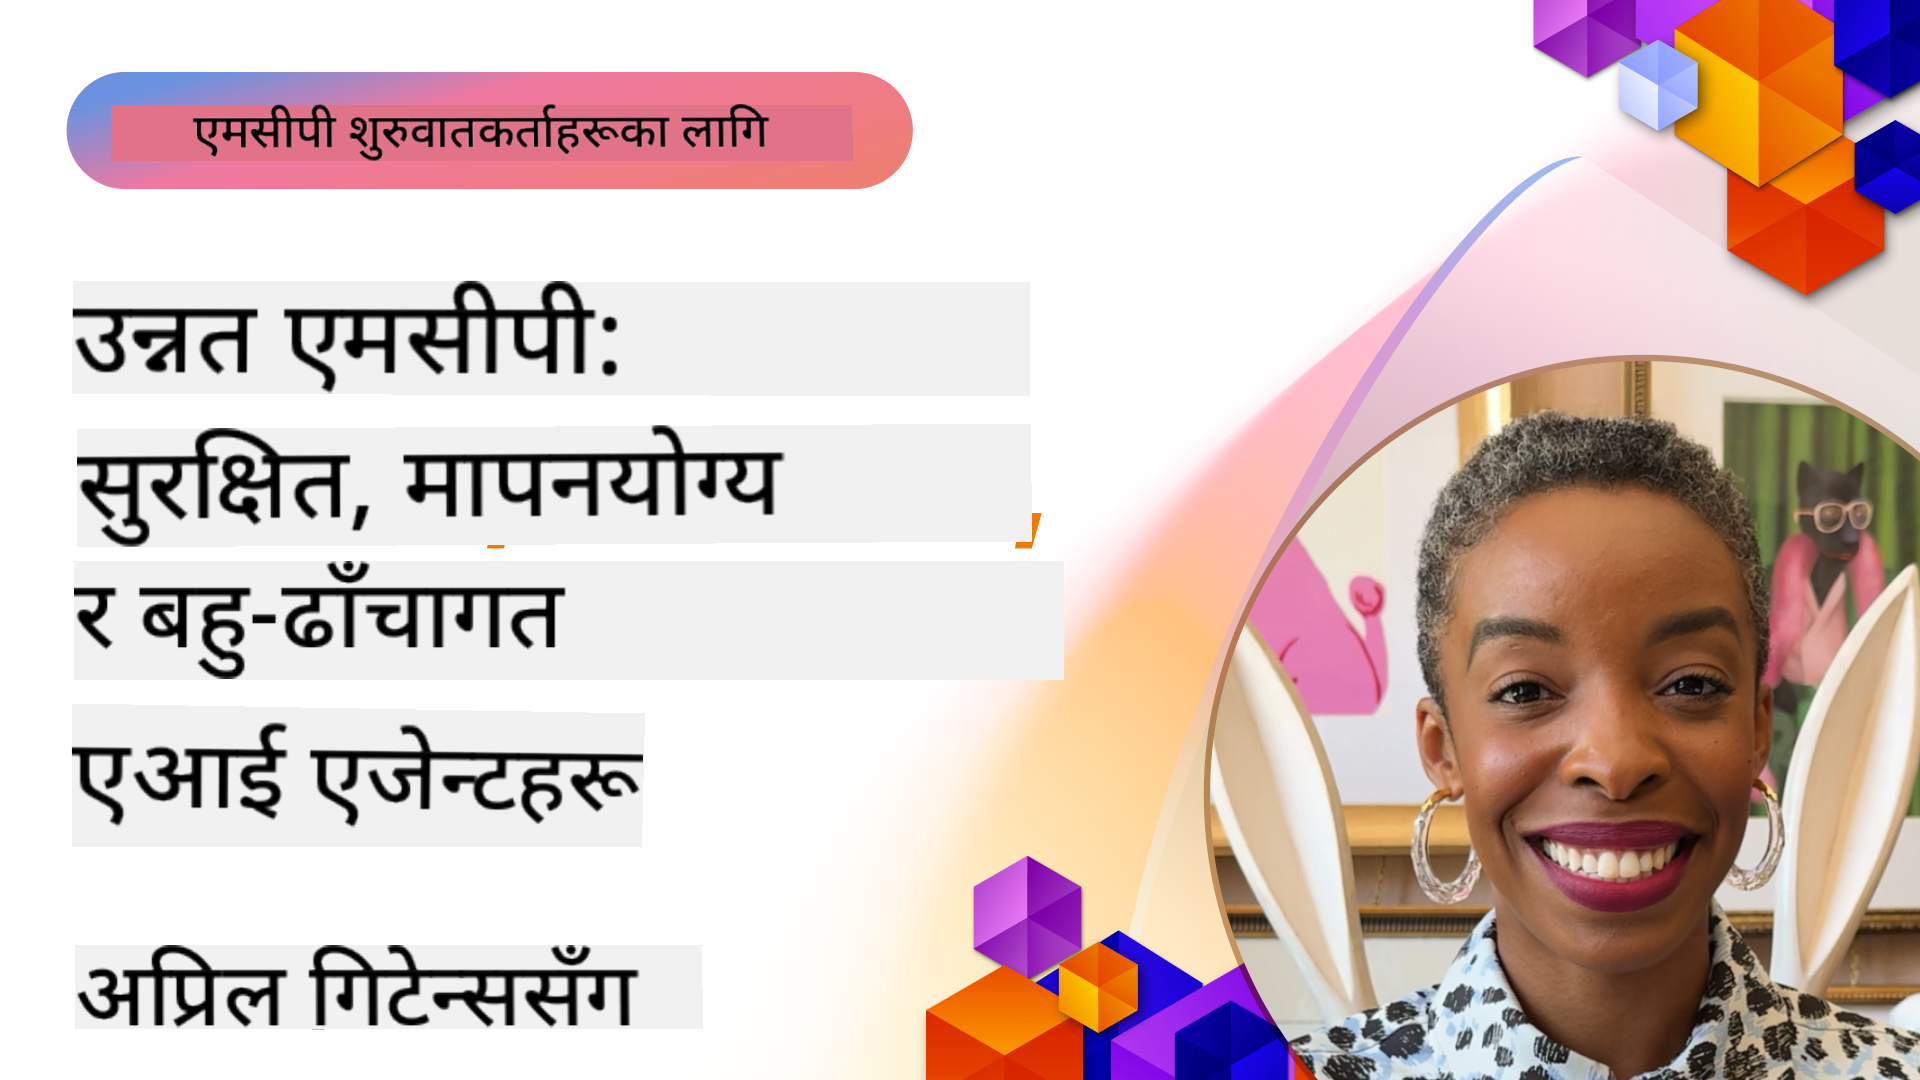 एमसीपी शुरुवातकर्ताहरूका लागि
उन्नत एमसीपी:
सुरक्षित, मापनयोग्य
र बहु-ढाँचागत
एआई एजेन्टहरू
अप्रिल गिटेन्ससँग